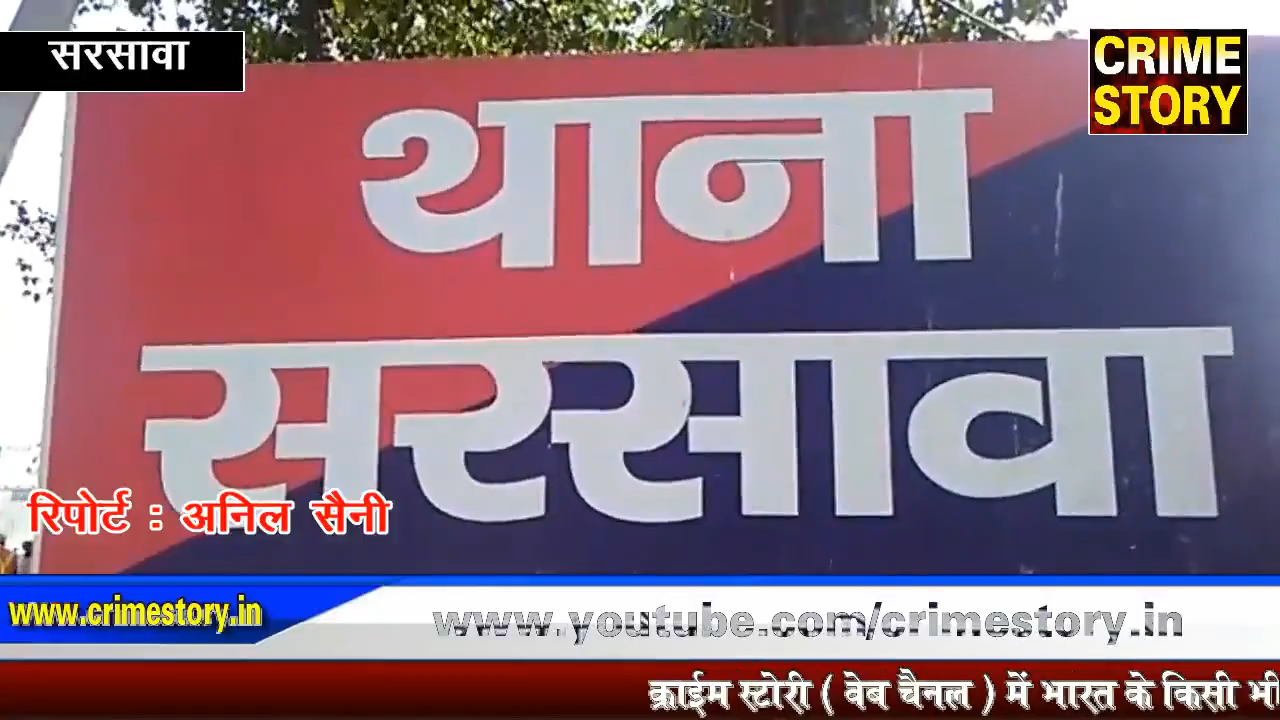 सरसावा
CRIME
STORY
थाना
सरसावा
रिपोर्ट : अनिल सैनी
www.crimestory.in
www.youtube.com/crimestory.in
क्राईम स्टोरी ( वेब चैनल ) में भारत के किसी भी